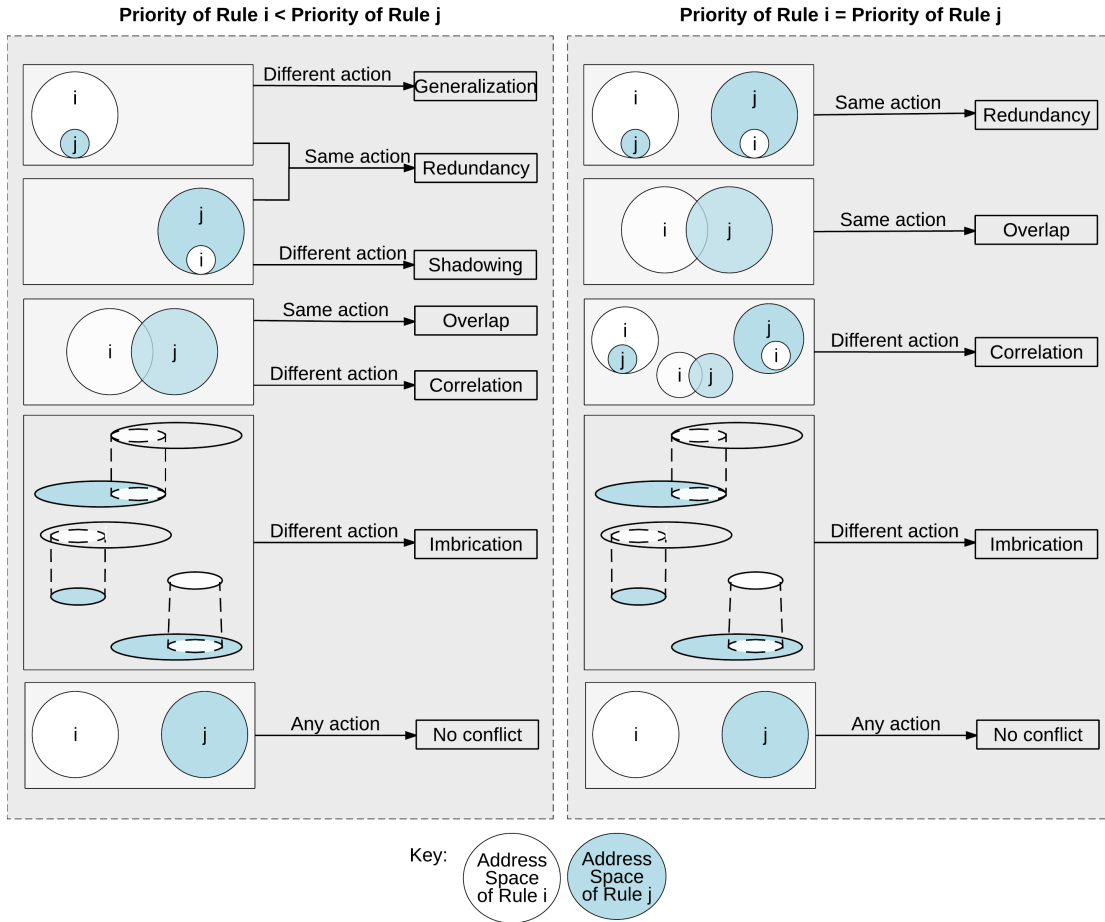 Priority of Rule i < Priority of Rule j
i
j
Different action
Generalization
Same action
Redundancy
j
i
Different action
Shadowing
i
j
Same action
Overlap
Different action
Correlation
Different action
Imbrication
i
j
Any action
No conflict
Priority of Rule i = Priority of Rule j
i
j
j
i
Same action
Redundancy
i
j
Same action
Overlap
i
j
i
j
j
i
Different action
Correlation
Different action
Imbrication
i
j
Any action
No conflict
Key:
Address
Space
of Rule i
Address
Space
of Rule j